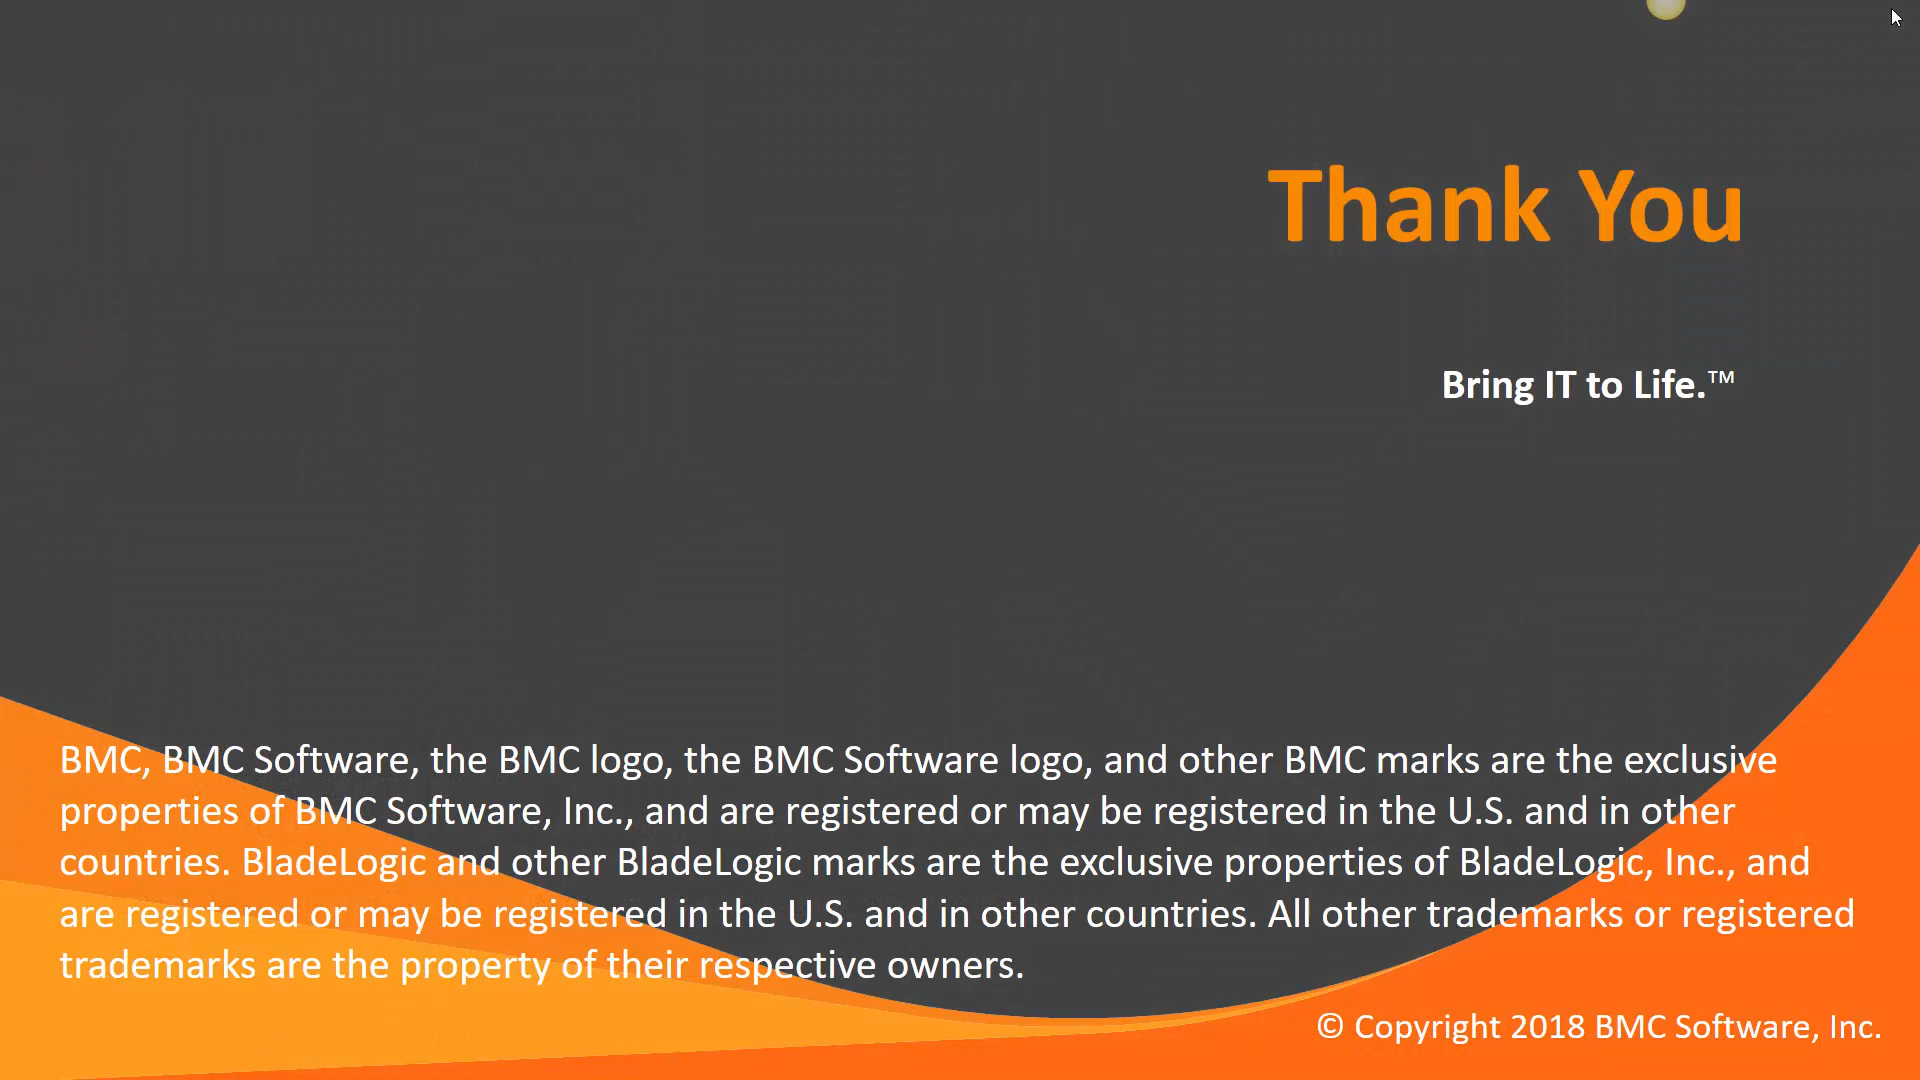 Thank You
Bring IT to Life.™
BMC, BMC Software, the BMC logo, the BMC Software logo, and other BMC marks are the exclusive
properties of BMC Software, Inc., and are registered or may be registered in the U.S. and in other
countries. BladeLogic and other BladeLogic marks are the exclusive properties of BladeLogic, Inc., and
are registered or may be registered in the U.S. and in other countries. All other trademarks or registered
trademarks are the property of their respective owners.
© Copyright 2018 BMC Software, Inc.